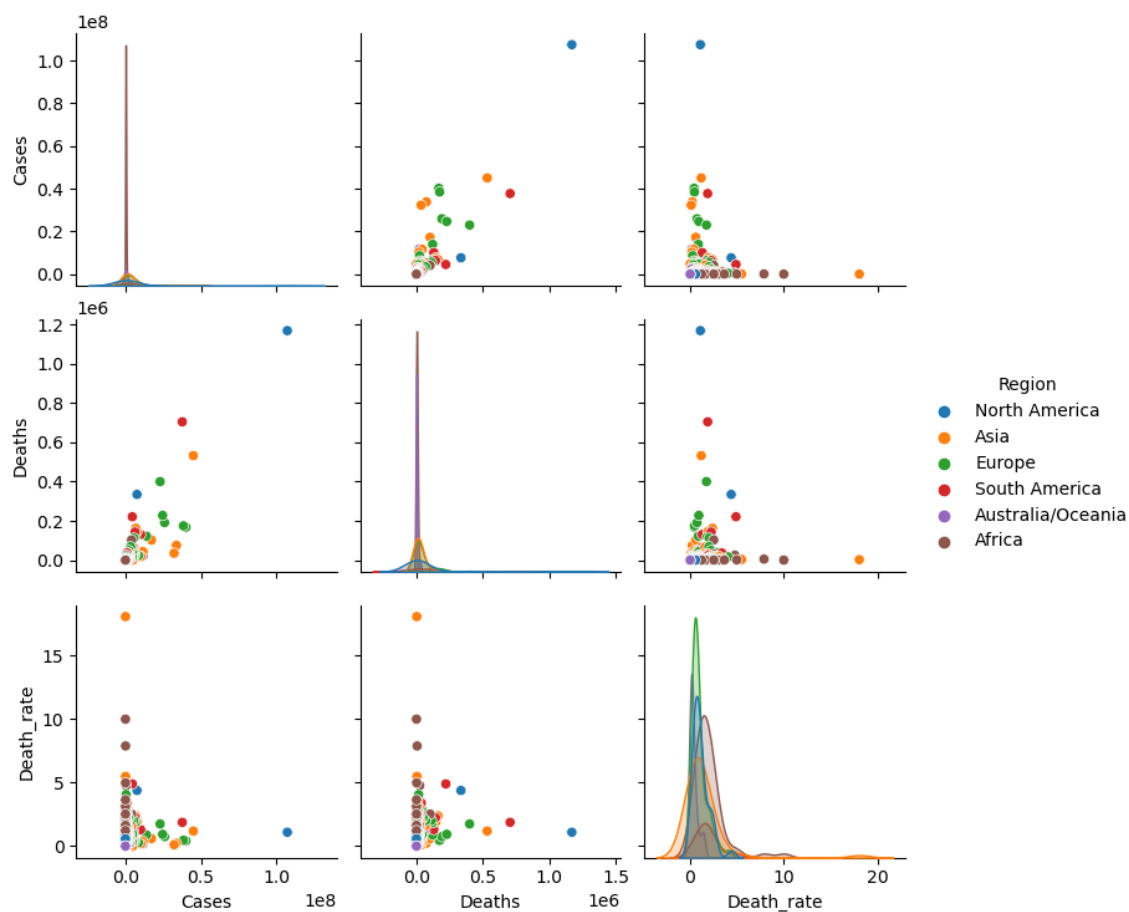 1e8
1.0
0.8
0.6
0.4
0.2
0.0
Cases
1e6
1.2
1.0
0.8
0.6
0.4
0.2
0.0
Deaths
15
10
5
0
Death_rate
0.0 0.5 1.0
1e8
Cases
0.0 0.5 1.0 1.5
1e6
Deaths
0 10 20
Death_rate
Region
North America
Asia
Europe
South America
Australia/Oceania
Africa